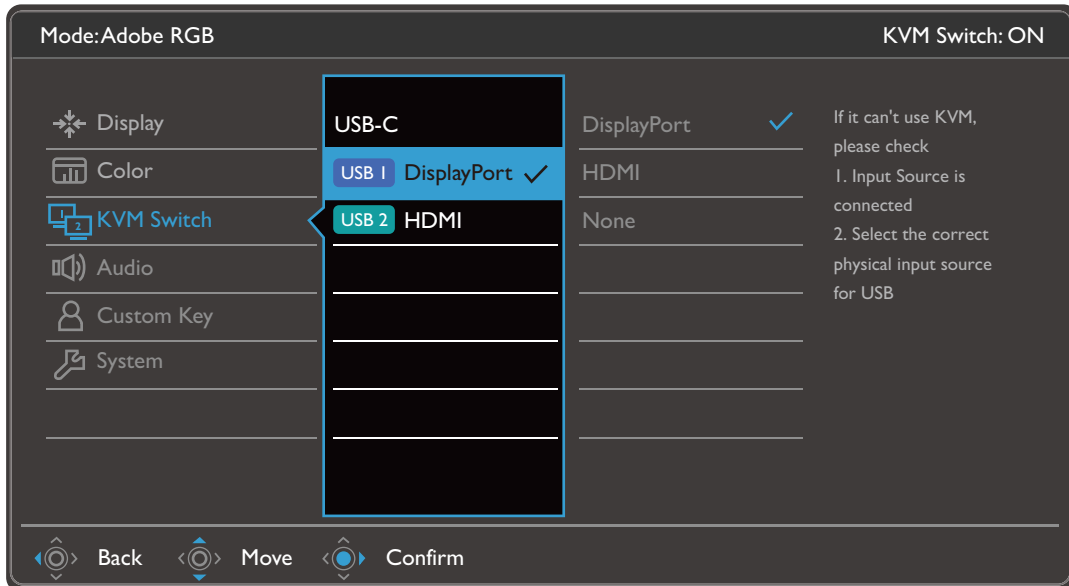 Mode: Adobe RGB
KVM Switch: ON
Display
Color
1 2 KVM Switch
Audio
Custom Key
System
USB-C
USB 1 DisplayPort
USB 2 HDMI
DisplayPort
HDMI
None
If it can't use KVM,
please check
1. Input Source is
connected
2. Select the correct
physical input source
for USB
Back
Move
Confirm